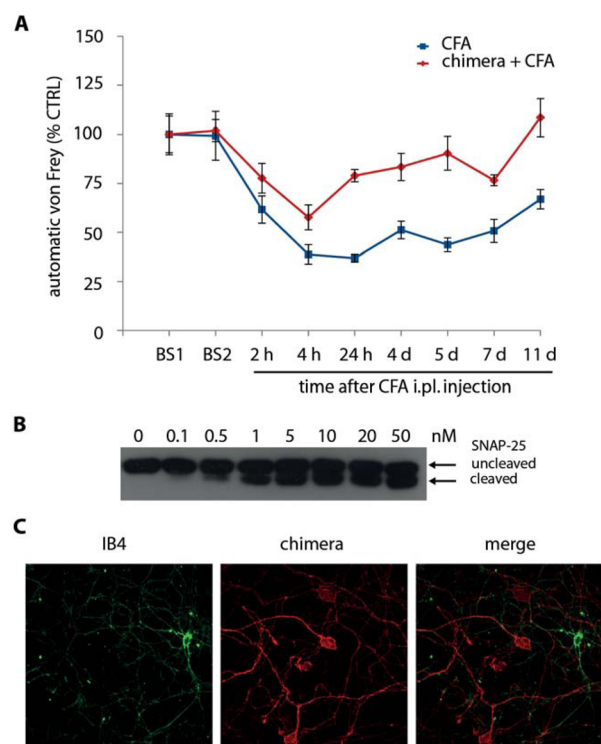 A
150
125
100
75
50
25
0
automatic von Frey (% CTRL)
CFA
chimera + CFA
BS1 BS2 2 h 4 h 24 h 4 d 5 d 7 d 11 d
time after CFA i.pl. injection
B
0 0.1 0.5 1 5 10 20 50 nM
SNAP-25
uncleaved
cleaved
C
IB4 chimera merge